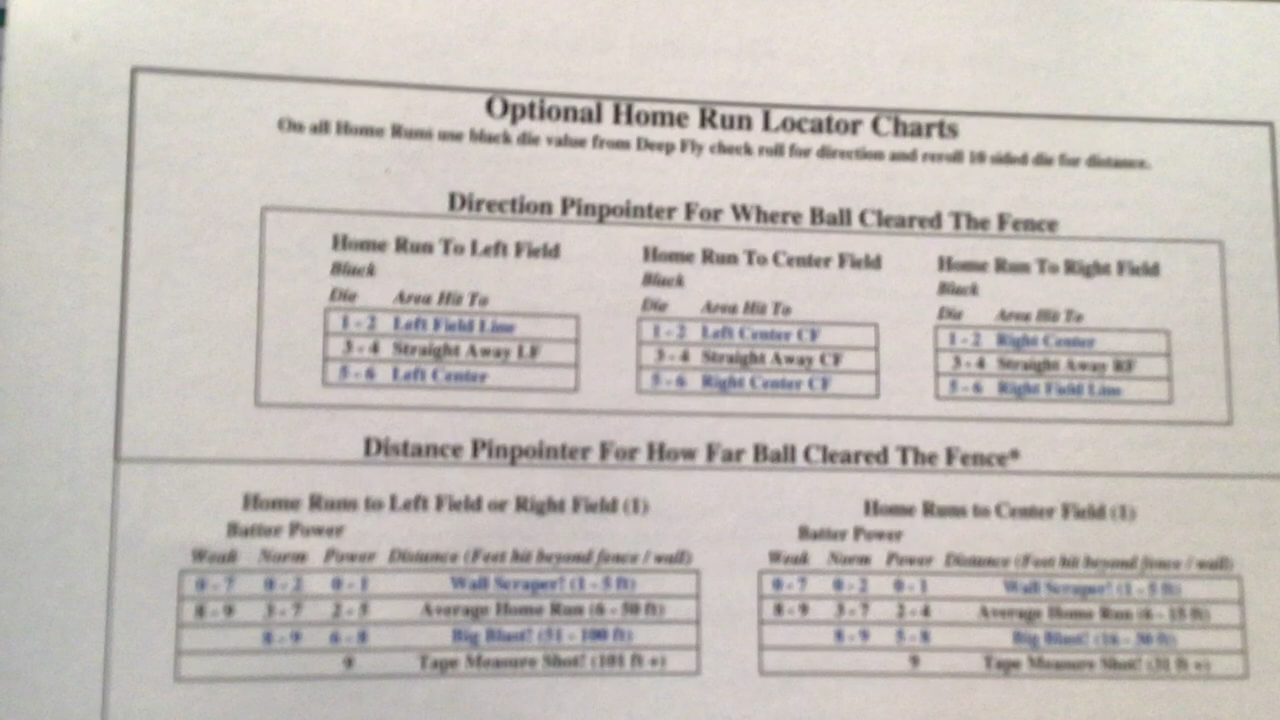 Optional Home Run Locator Charts
On all Home Runs use black die value from Deep Fly check roll for direction and reroll 10 sided die for distance.
Direction Pinpointer For Where Ball Cleared The Fence
Home Run To Left Field
Black
Die Area Hit To
1 - 2 Left Field Line
3 - 4 Straight Away LF
5 - 6 Left Center
Home Run To Center Field
Black
Die Area Hit To
1 - 2 Left Center CF
3 - 4 Straight Away CF
5 - 6 Right Center CF
Home Run To Right Field
Black
Die Area Hit To
1 - 2 Right Center
3 - 4 Straight Away RF
5 - 6 Right Field Line
Distance Pinpointer For How Far Ball Cleared The Fence*
Home Runs to Left Field or Right Field (1)
Batter Power
Weak Norm Power Distance (Feet hit beyond fence / wall)
0 - 7 0 - 2 0 - 1 Wall Scraper! (1 - 5 ft)
8 - 9 3 - 7 2 - 5 Average Home Run (6 - 50 ft)
8 - 9 6 - 8 Big Blast! (51 - 100 ft)
9 Tape Measure Shot! (101 ft +)
Home Runs to Center Field (1)
Batter Power
Weak Norm Power Distance (Feet hit beyond fence / wall)
0 - 7 0 - 2 0 - 1 Wall Scraper! (1 - 5 ft)
8 - 9 3 - 7 2 - 4 Average Home Run (6 - 15 ft)
8 - 9 5 - 8 Big Blast! (16 - 30 ft)
9 Tape Measure Shot! (31 ft +)